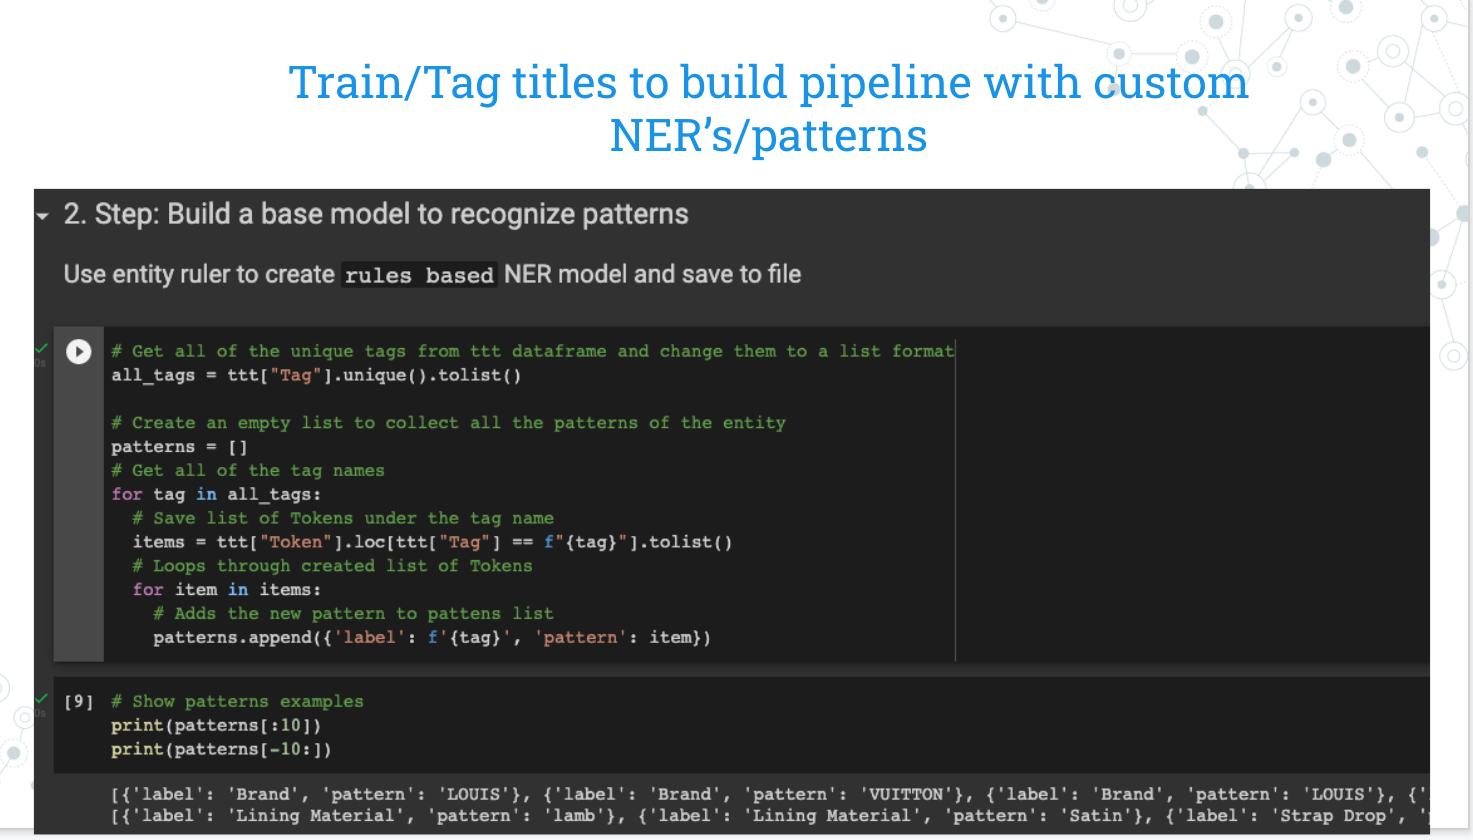 Train/Tag titles to build pipeline with custom
NER’s/patterns
2. Step: Build a base model to recognize patterns
Use entity ruler to create rules based NER model and save to file
0s
# Get all of the unique tags from ttt dataframe and change them to a list format
all_tags = ttt["Tag"].unique().tolist()
# Create an empty list to collect all the patterns of the entity
patterns = []
# Get all of the tag names
for tag in all_tags:
# Save list of Tokens under the tag name
items = ttt["Token"].loc[ttt["Tag"] == f"{tag}"].tolist()
# Loops through created list of Tokens
for item in items:
# Adds the new pattern to pattens list
patterns.append({'label': f'{tag}', 'pattern': item})
0s
[9] # Show patterns examples
print(patterns[:10])
print(patterns[-10:])
[{'label': 'Brand', 'pattern': 'LOUIS'}, {'label': 'Brand', 'pattern': 'VUITTON'}, {'label': 'Brand', 'pattern': 'LOUIS'}, {'
[{'label': 'Lining Material', 'pattern': 'lamb'}, {'label': 'Lining Material', 'pattern': 'Satin'}, {'label': 'Strap Drop', '